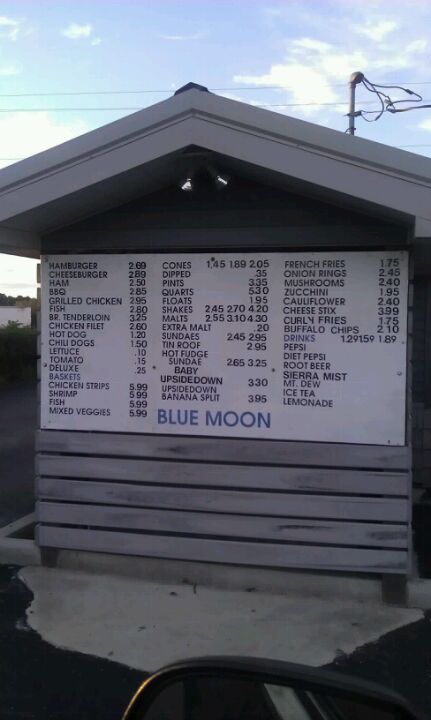 HAMBURGER 2.69
CHEESEBURGER 2.89
HAM 2.50
BBQ 2.85
GRILLED CHICKEN 2.95
FISH 2.80
BR. TENDERLOIN 3.25
CHICKEN FILET 2.60
HOT DOG 1.20
CHILI DOGS 1.50
LETTUCE .10
TOMATO .15
DELUXE .25
BASKETS
CHICKEN STRIPS 5.99
SHRIMP 5.99
FISH 5.99
MIXED VEGGIES 5.99
CONES 1.45 1.89 2.05
DIPPED .35
PINTS 3.35
QUARTS 5.30
FLOATS 1.95
SHAKES 2.45 2.70 4.20
MALTS 2.55 3.10 4.30
EXTRA MALT .20
SUNDAES 2.45 2.95
TIN ROOF 2.95
HOT FUDGE
SUNDAE 2.65 3.25
BABY
UPSIDEDOWN 3.30
UPSIDEDOWN
BANANA SPLIT 3.95
FRENCH FRIES 1.75
ONION RINGS 2.45
MUSHROOMS 2.40
ZUCCHINI 1.95
CAULIFLOWER 2.40
CHEESE STIX 3.99
CURLY FRIES 1.75
BUFFALO CHIPS 2.10
DRINKS 1.29 1.59 1.89
PEPSI
DIET PEPSI
ROOT BEER
SIERRA MIST
MT. DEW
ICE TEA
LEMONADE
BLUE MOON